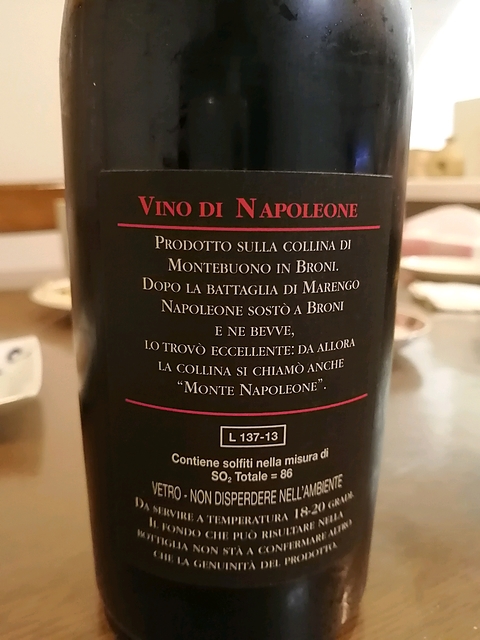 VINO DI NAPOLEONE
PRODOTTO SULLA COLLINA DI
MONTEBUONO IN BRONI.
DOPO LA BATTAGLIA DI MARENGO
NAPOLEONE SOSTÒ A BRONI
E NE BEVVE,
LO TROVÒ ECCELLENTE: DA ALLORA
LA COLLINA SI CHIAMÒ ANCHE
“MONTE NAPOLEONE”.
L 137-13
Contiene solfiti nella misura di
SO₂ Totale = 86
VETRO - NON DISPERDERE NELL'AMBIENTE
DA SERVIRE A TEMPERATURA 18-20 GRADI.
IL FONDO CHE PUÒ RISULTARE NELLA
BOTTIGLIA NON STÀ A CONFERMARE ALTRO
CHE LA GENUINITÀ DEL PRODOTTO.